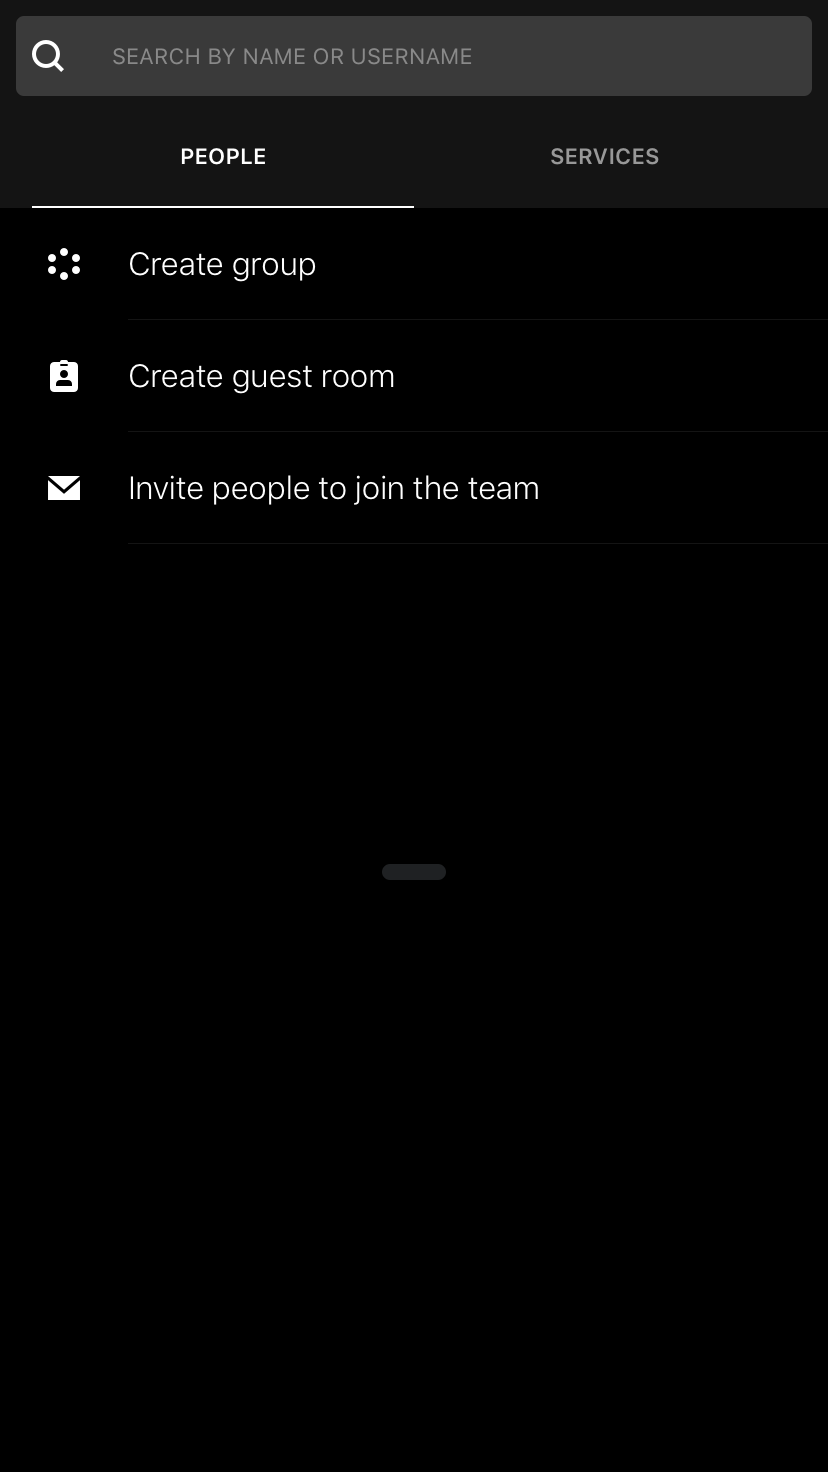 SEARCH BY NAME OR USERNAME
PEOPLE
SERVICES
Create group
Create guest room
Invite people to join the team